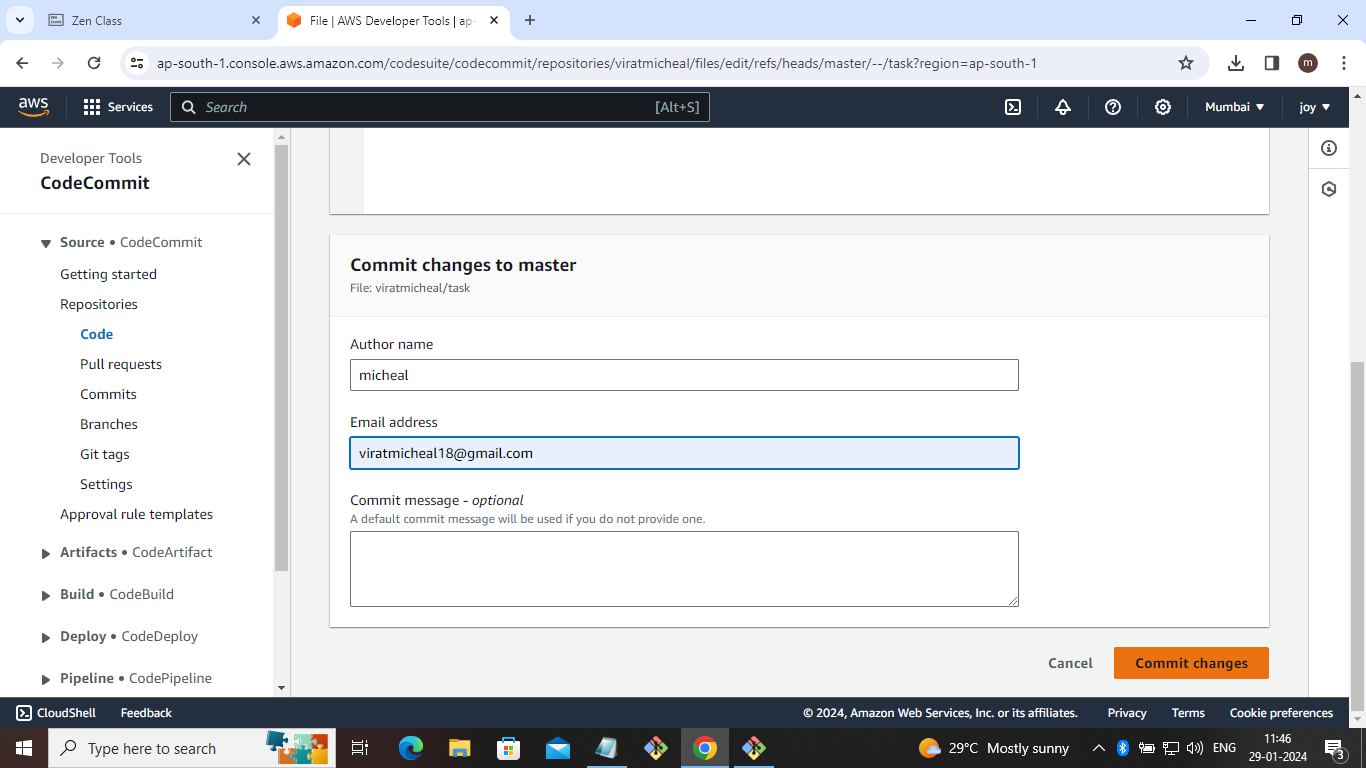 Zen Class
File | AWS Developer Tools | ap-
ap-south-1.console.aws.amazon.com/codesuite/codecommit/repositories/viratmicheal/files/edit/refs/heads/master/--/task?region=ap-south-1
m
aws
Services
Search
[Alt+S]
Mumbai
joy
Developer Tools
CodeCommit
Source • CodeCommit
Getting started
Repositories
Code
Pull requests
Commits
Branches
Git tags
Settings
Approval rule templates
Artifacts • CodeArtifact
Build • CodeBuild
Deploy • CodeDeploy
Pipeline • CodePipeline
Commit changes to master
File: viratmicheal/task
Author name
micheal
Email address
viratmicheal18@gmail.com
Commit message - optional
A default commit message will be used if you do not provide one.
Cancel
Commit changes
CloudShell
Feedback
© 2024, Amazon Web Services, Inc. or its affiliates.
Privacy
Terms
Cookie preferences
Type here to search
29°C Mostly sunny
ENG
11:46
29-01-2024
3